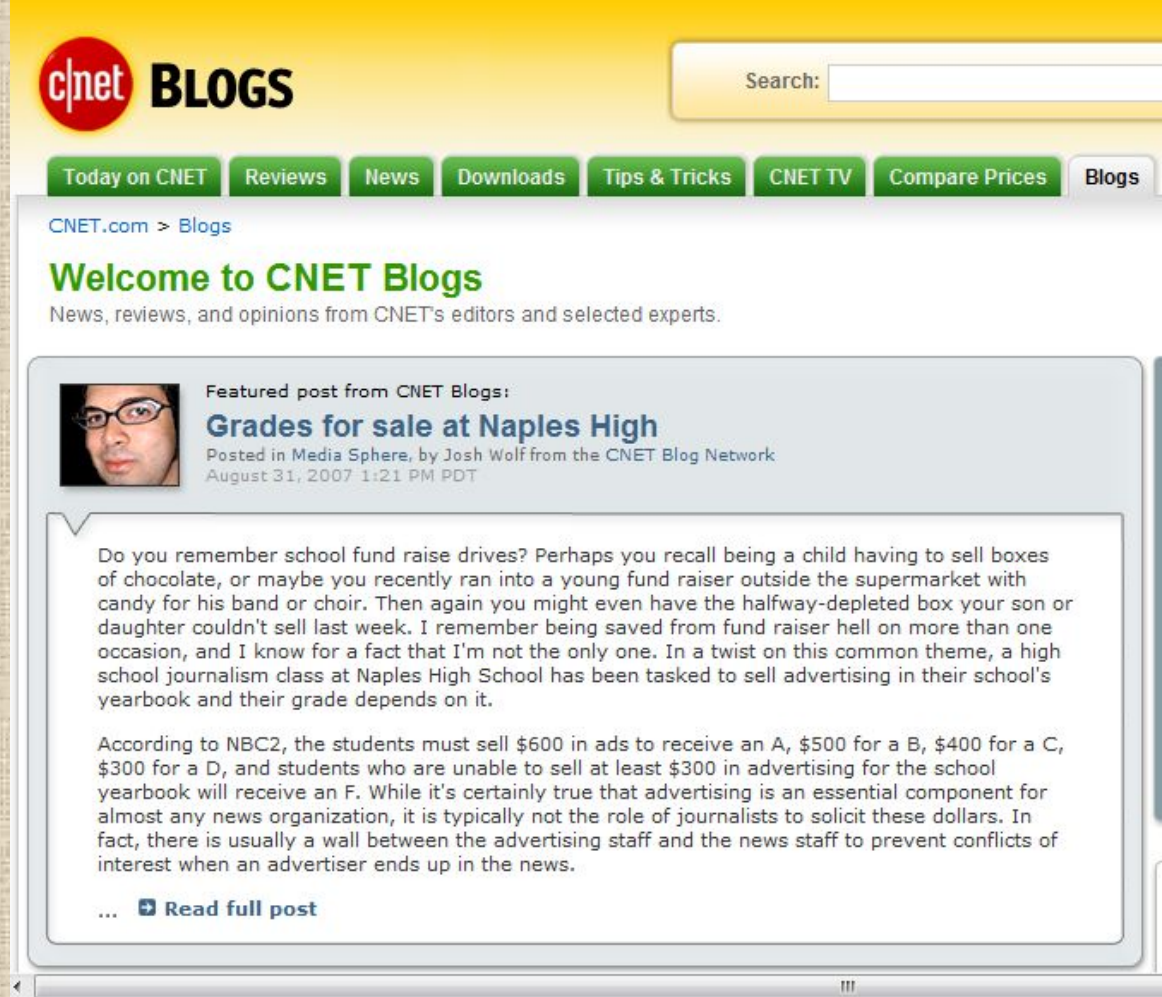 c|net BLOGS
Search:
Today on CNET Reviews News Downloads Tips & Tricks CNET TV Compare Prices Blogs
CNET.com > Blogs
Welcome to CNET Blogs
News, reviews, and opinions from CNET's editors and selected experts.
Featured post from CNET Blogs:
Grades for sale at Naples High
Posted in Media Sphere, by Josh Wolf from the CNET Blog Network
August 31, 2007 1:21 PM PDT
Do you remember school fund raise drives? Perhaps you recall being a child having to sell boxes
of chocolate, or maybe you recently ran into a young fund raiser outside the supermarket with
candy for his band or choir. Then again you might even have the halfway-depleted box your son or
daughter couldn't sell last week. I remember being saved from fund raiser hell on more than one
occasion, and I know for a fact that I'm not the only one. In a twist on this common theme, a high
school journalism class at Naples High School has been tasked to sell advertising in their school's
yearbook and their grade depends on it.
According to NBC2, the students must sell $600 in ads to receive an A, $500 for a B, $400 for a C,
$300 for a D, and students who are unable to sell at least $300 in advertising for the school
yearbook will receive an F. While it's certainly true that advertising is an essential component for
almost any news organization, it is typically not the role of journalists to solicit these dollars. In
fact, there is usually a wall between the advertising staff and the news staff to prevent conflicts of
interest when an advertiser ends up in the news.
... Read full post